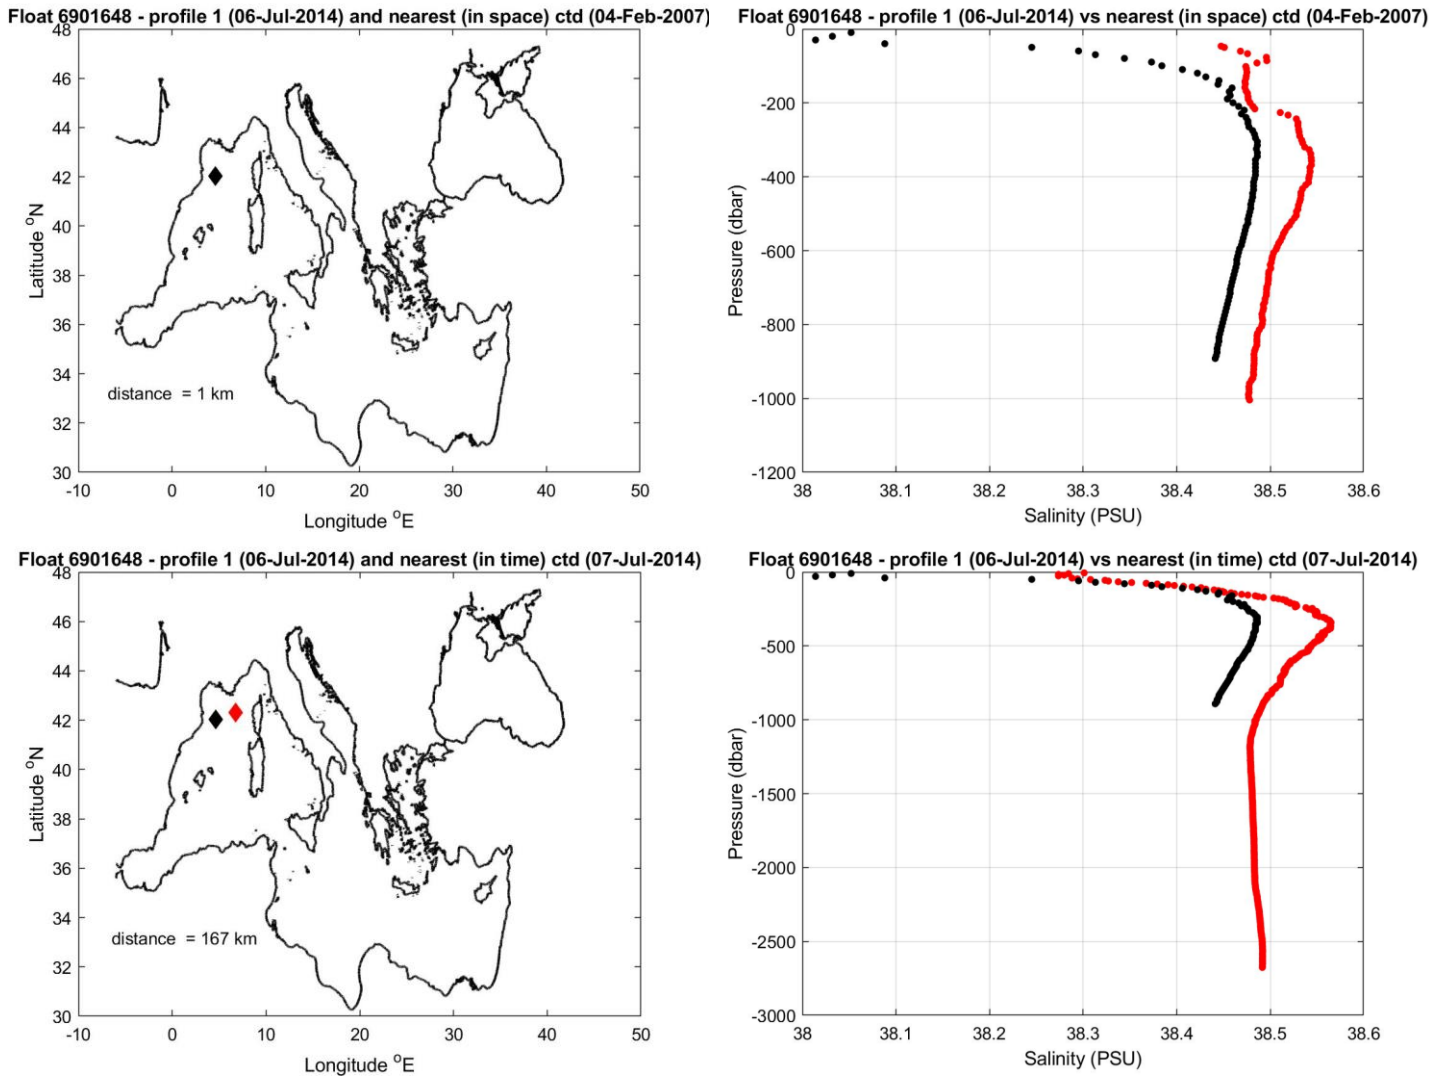 Float 6901648 - profile 1 (06-Jul-2014) and nearest (in space) ctd (04-Feb-2007)
48
46
44
42
40
38
36
34
32
30
Latitude °N
distance = 1 km
-10 0 10 20 30 40 50
Longitude °E
Float 6901648 - profile 1 (06-Jul-2014) vs nearest (in space) ctd (04-Feb-2007)
0
-200
-400
-600
-800
-1000
-1200
Pressure (dbar)
38 38.1 38.2 38.3 38.4 38.5 38.6
Salinity (PSU)
Float 6901648 - profile 1 (06-Jul-2014) and nearest (in time) ctd (07-Jul-2014)
48
46
44
42
40
38
36
34
32
30
Latitude °N
distance = 167 km
-10 0 10 20 30 40 50
Longitude °E
Float 6901648 - profile 1 (06-Jul-2014) vs nearest (in time) ctd (07-Jul-2014)
0
-500
-1000
-1500
-2000
-2500
-3000
Pressure (dbar)
38 38.1 38.2 38.3 38.4 38.5 38.6
Salinity (PSU)